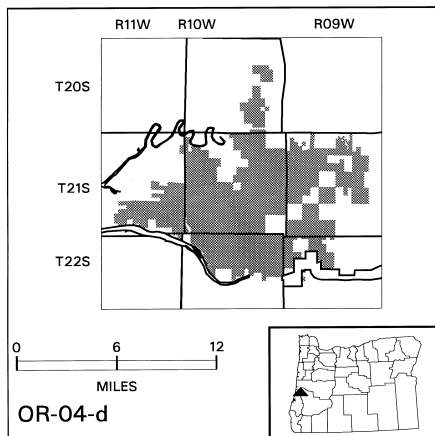 R11W R10W R09W
T20S
T21S
T22S
0 6 12
MILES
OR-04-d